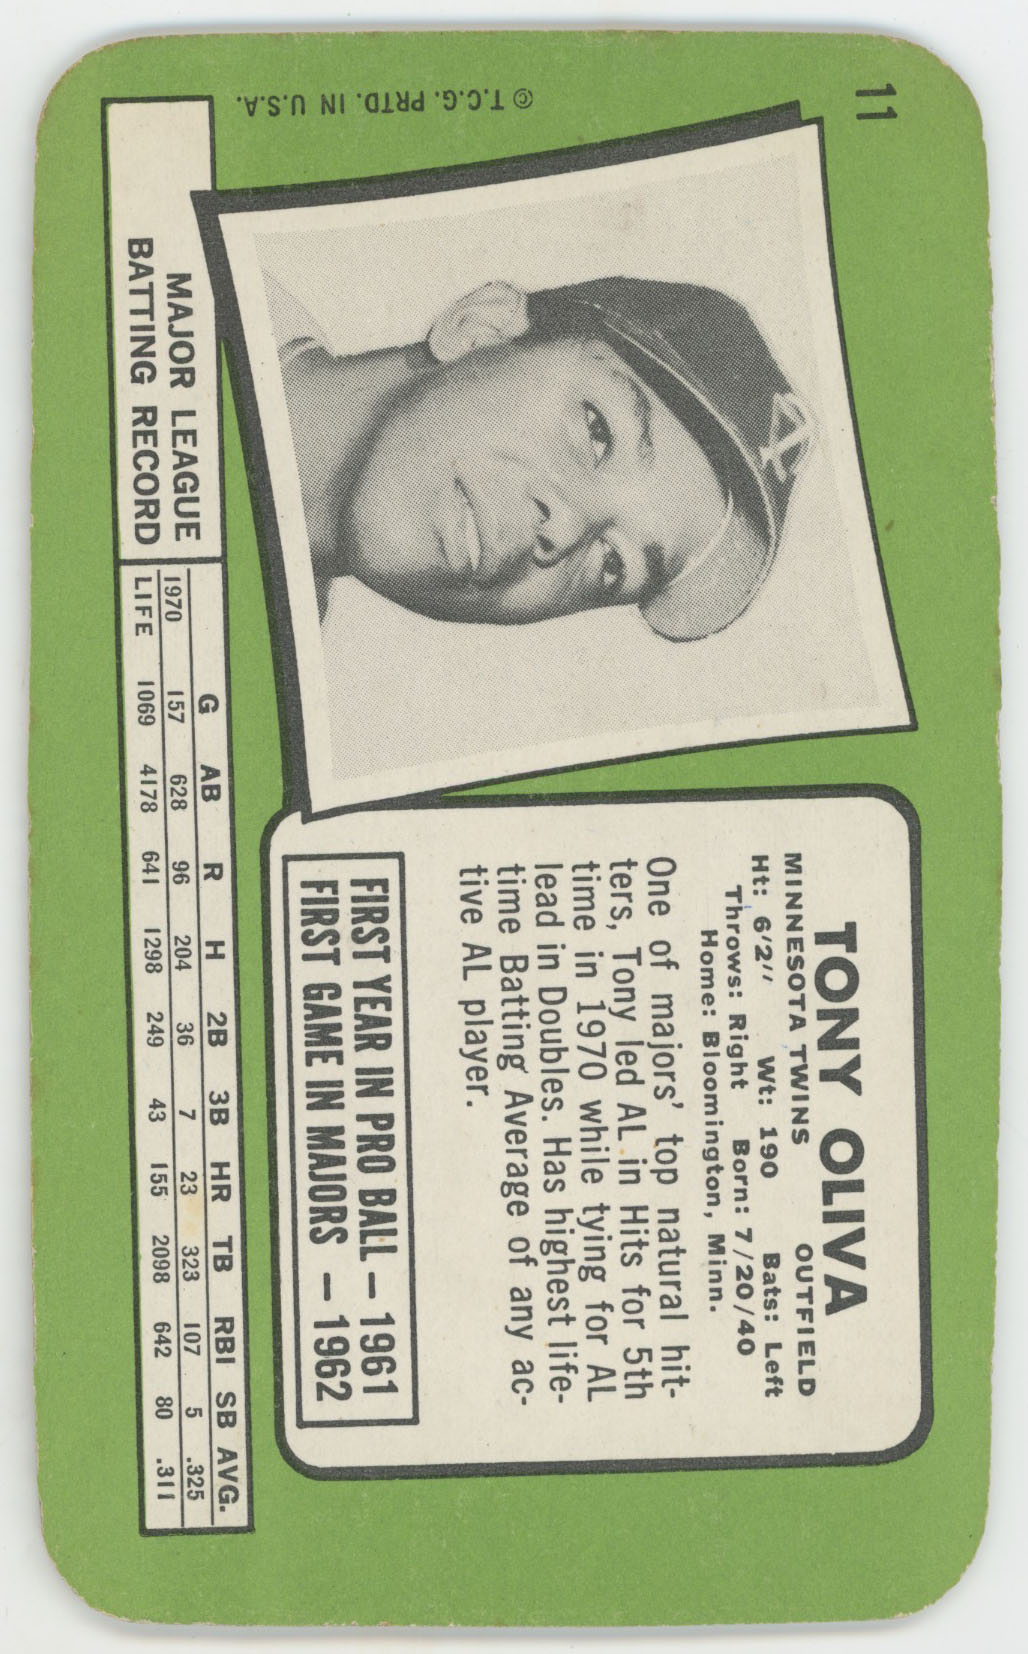 11
© T.C.G. PRTD. IN U.S.A.
TONY OLIVA
MINNESOTA TWINS OUTFIELD
Ht: 6'2'' Wt: 190 Bats: Left
Throws: Right Born: 7/20/40
Home: Bloomington, Minn.
One of majors' top natural hit-
ters, Tony led AL in Hits for 5th
time in 1970 while tying for AL
lead in Doubles. Has highest life-
time Batting Average of any ac-
tive AL player.
FIRST YEAR IN PRO BALL — 1961
FIRST GAME IN MAJORS — 1962
MAJOR LEAGUE
BATTING RECORD
G AB R H 2B 3B HR TB RBI SB AVG.
1970 157 628 96 204 36 7 23 323 107 5 .325
LIFE 1069 4178 641 1298 249 43 155 2098 642 80 .311